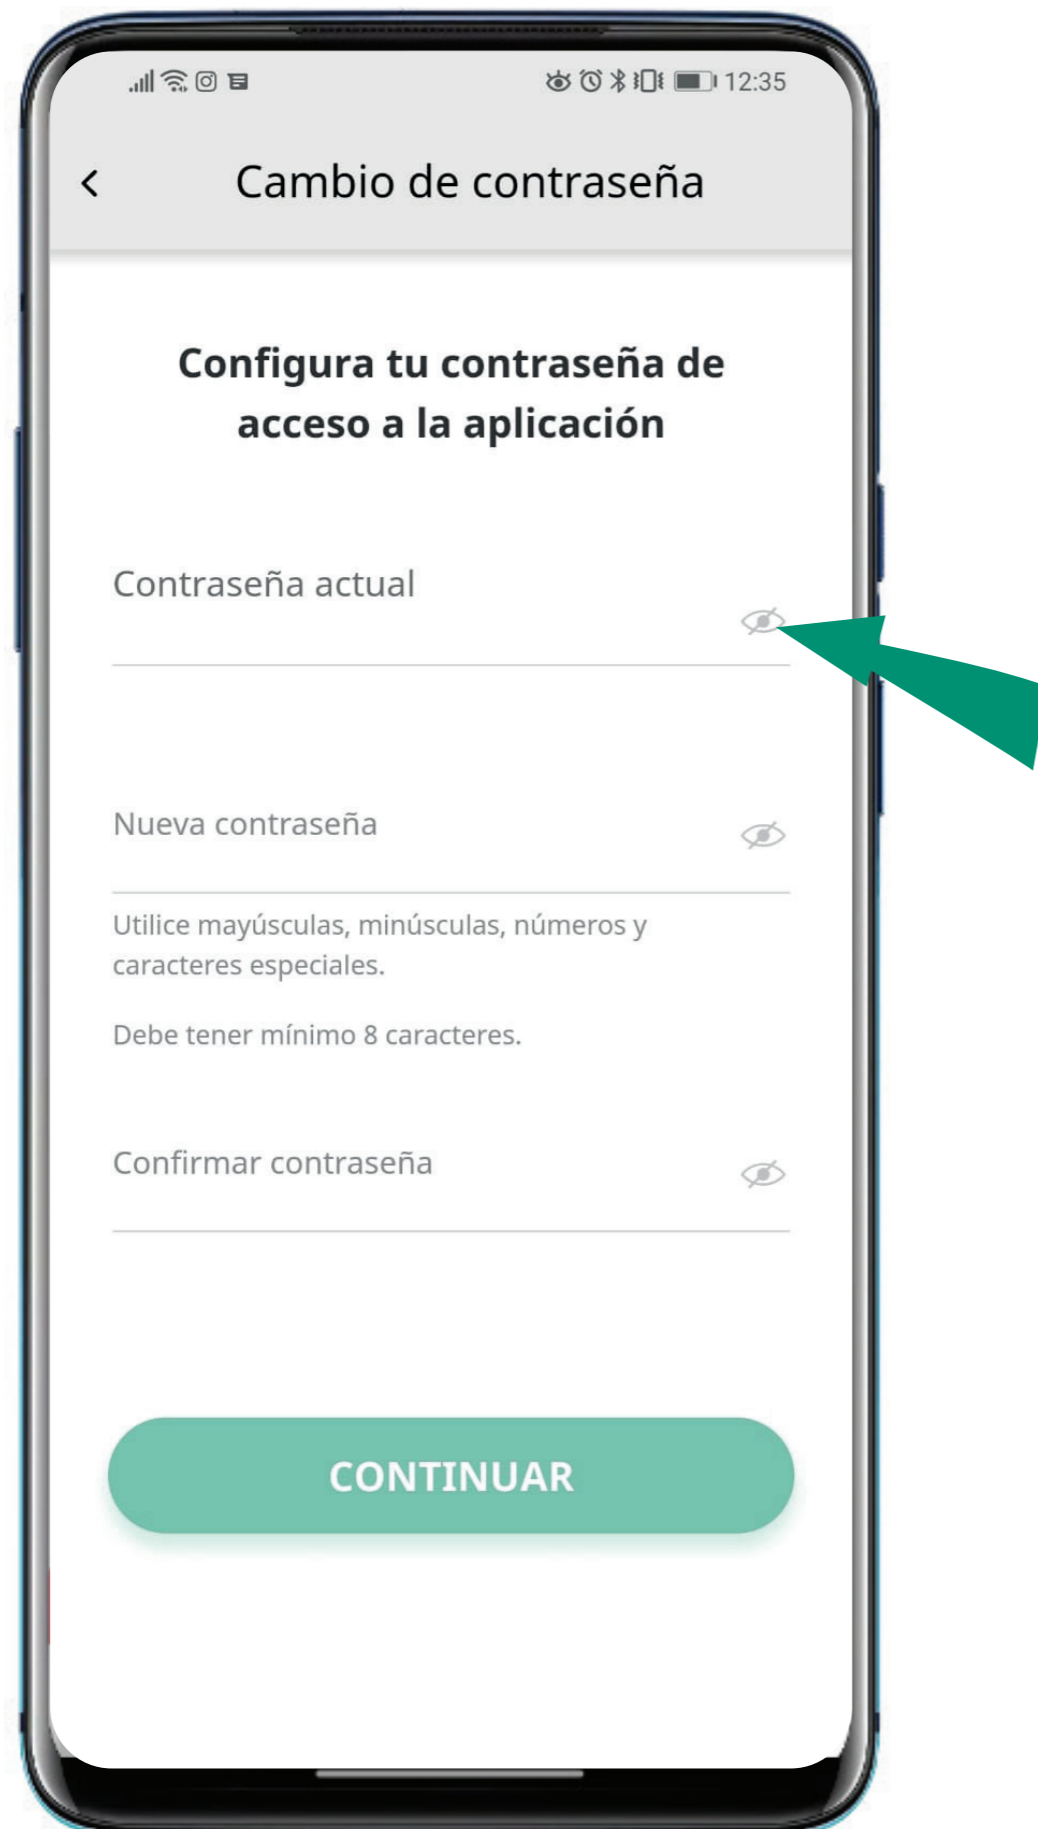 12:35
Cambio de contraseña
Configura tu contraseña de
acceso a la aplicación
Contraseña actual
Nueva contraseña
Utilice mayúsculas, minúsculas, números y
caracteres especiales.
Debe tener mínimo 8 caracteres.
Confirmar contraseña
CONTINUAR